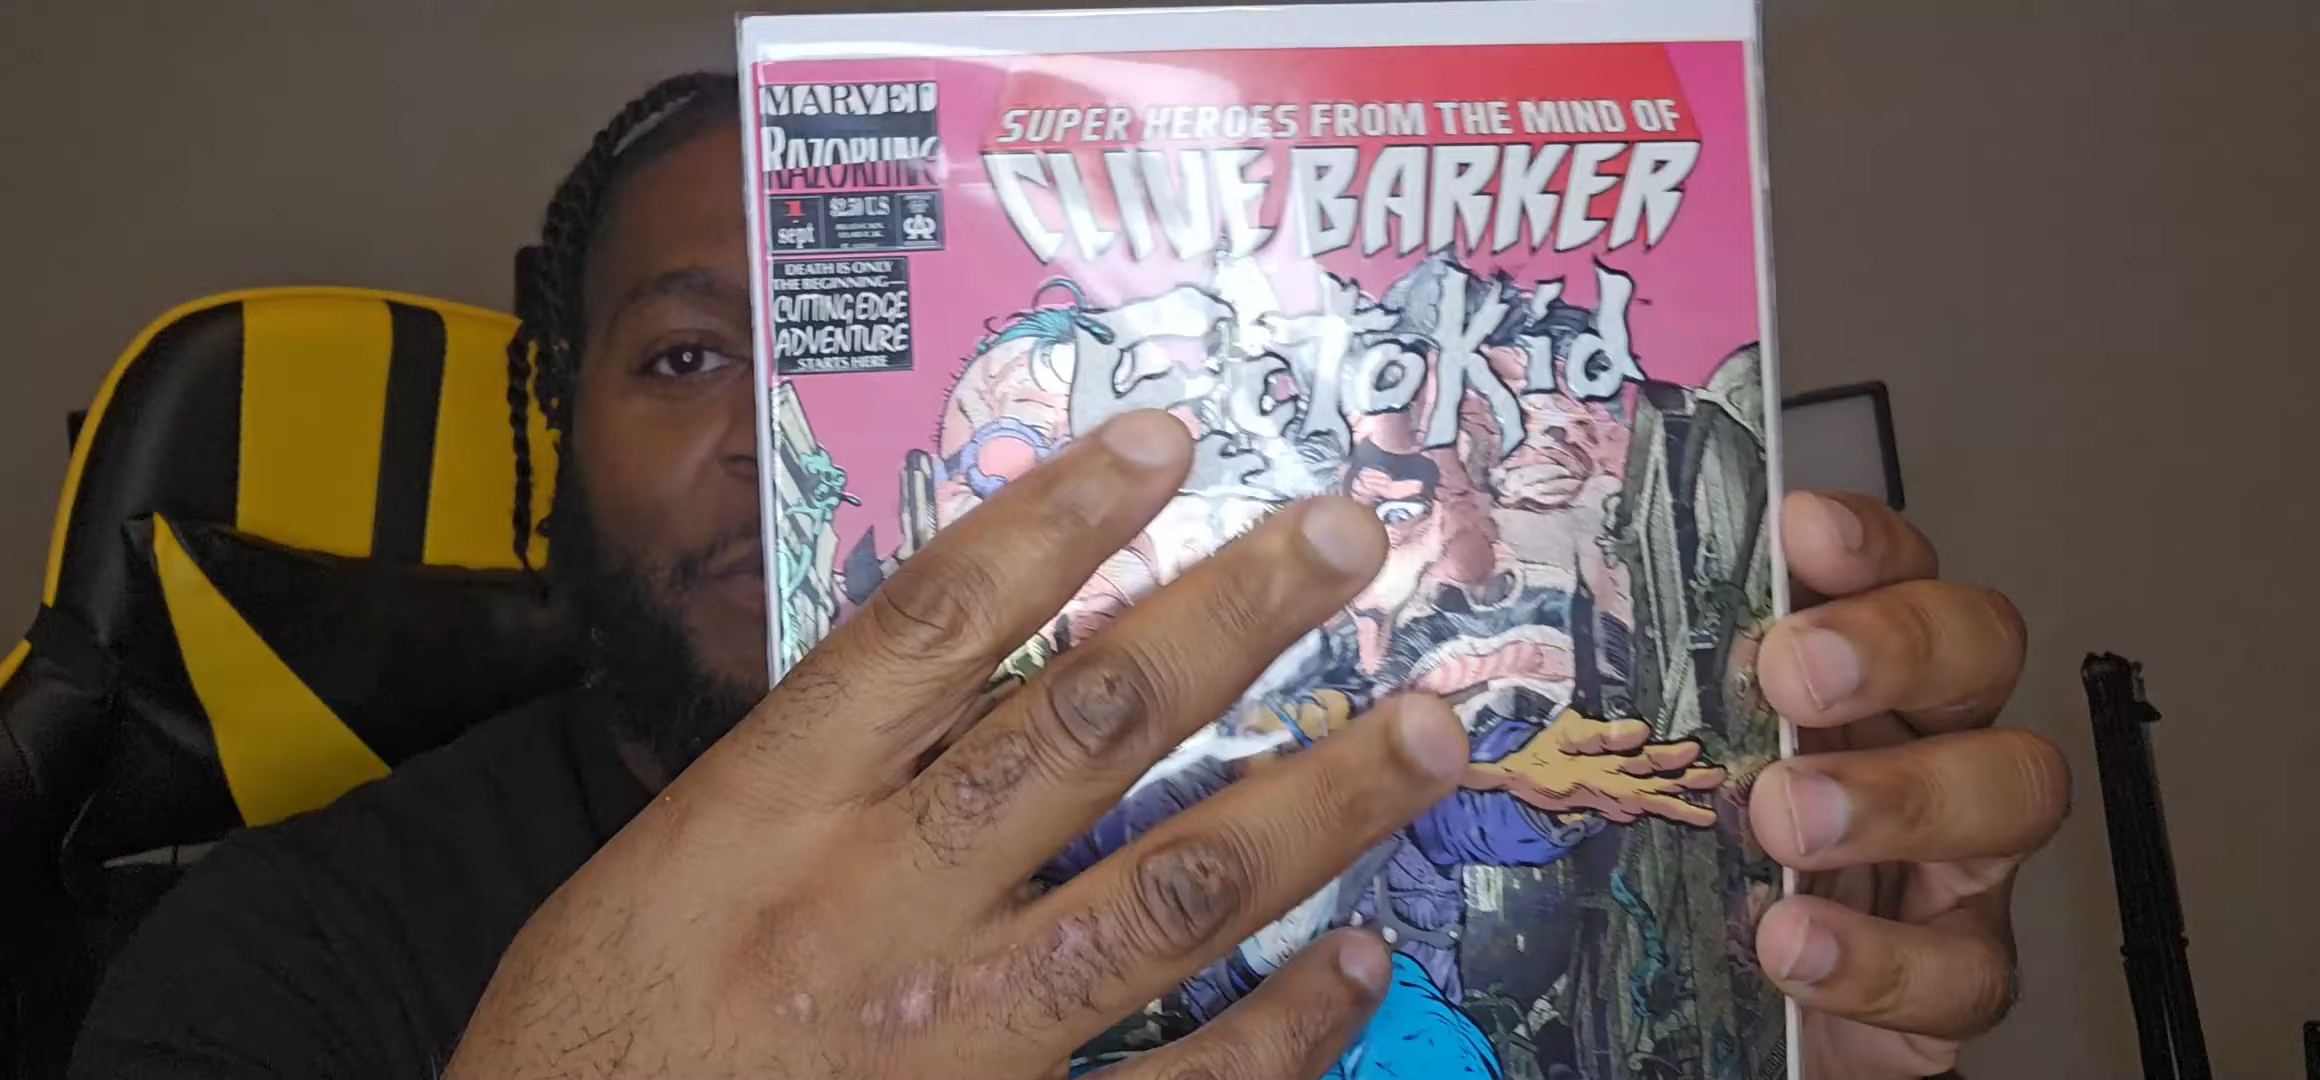 MARVEL
RAZORLINE
1
sept
$2.50 US
DEATH IS ONLY
THE BEGINNING—
CUTTING EDGE
ADVENTURE
STARTS HERE
SUPER HEROES FROM THE MIND OF
CLIVE BARKER
EctoKid